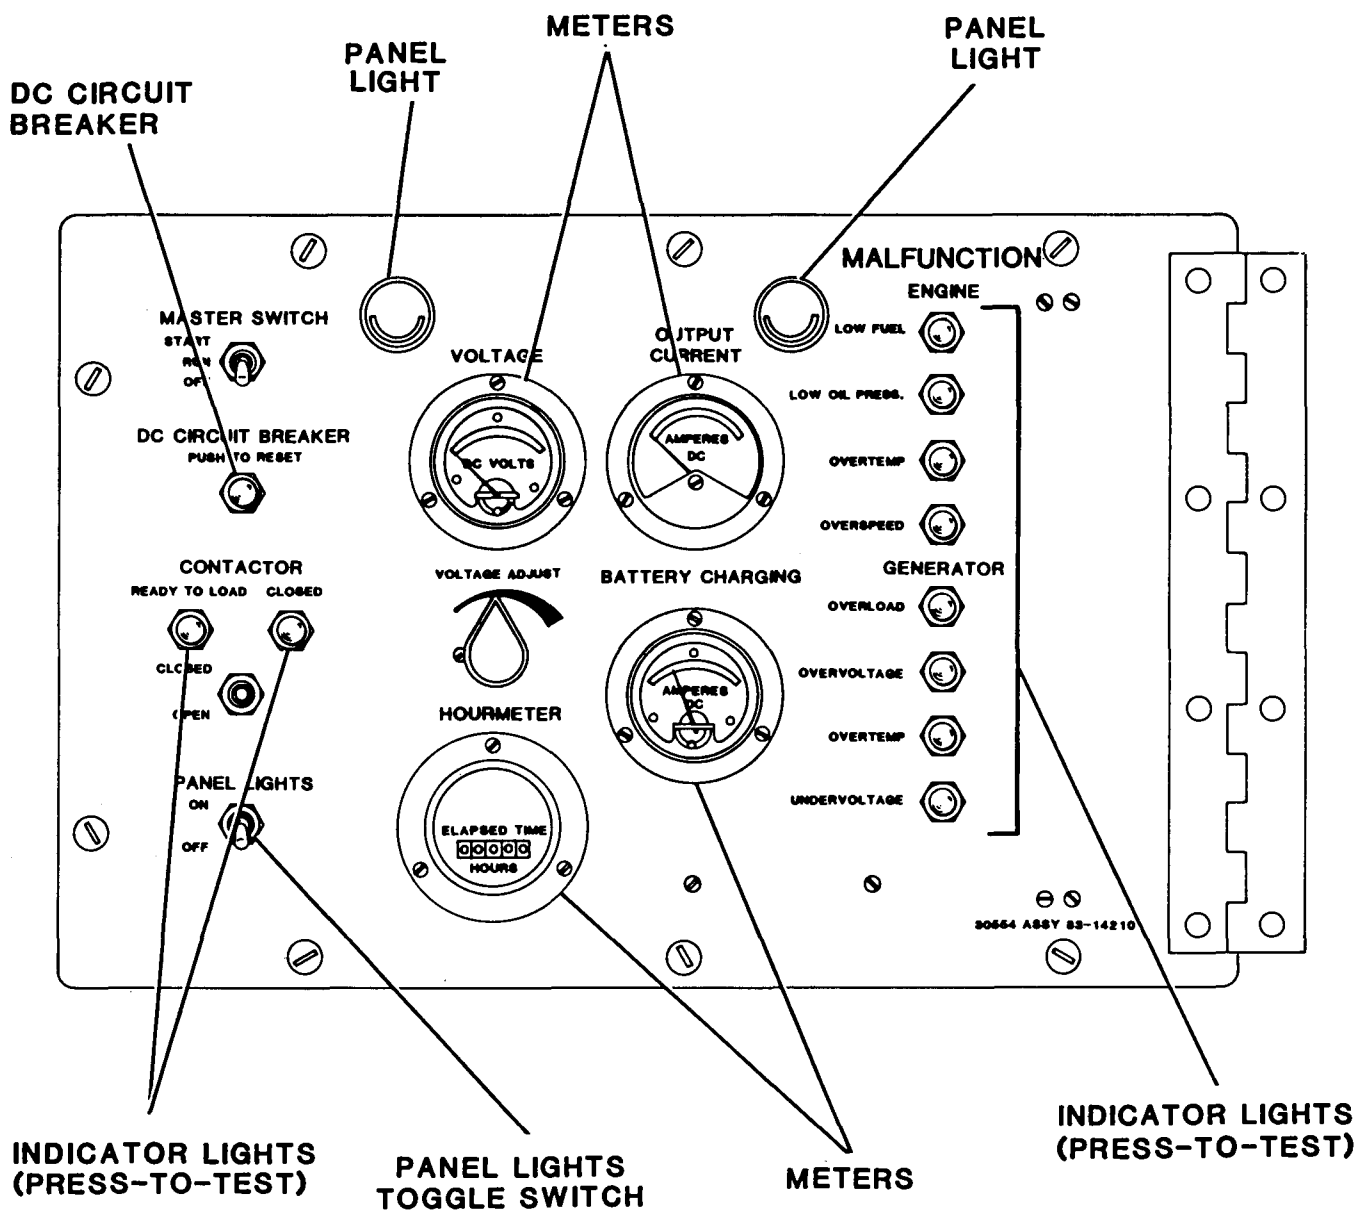 METERS
PANEL
LIGHT
PANEL
LIGHT
DC CIRCUIT
BREAKER
MALFUNCTION
ENGINE
MASTER SWITCH
START
RUN
OFF
VOLTAGE
OUTPUT
CURRENT
LOW FUEL
LOW OIL PRESS.
OVERTEMP
OVERSPEED
DC CIRCUIT BREAKER
PUSH TO RESET
DC VOLTS
AMPERES
DC
CONTACTOR
READY TO LOAD
CLOSED
VOLTAGE ADJUST
BATTERY CHARGING
GENERATOR
OVERLOAD
OVERVOLTAGE
OVERTEMP
UNDERVOLTAGE
CLOSED
OPEN
AMPERES
DC
HOURMETER
PANEL LIGHTS
ON
OFF
ELAPSED TIME
00000
HOURS
30554 ASSY 83-14210
INDICATOR LIGHTS
(PRESS-TO-TEST)
PANEL LIGHTS
TOGGLE SWITCH
METERS
INDICATOR LIGHTS
(PRESS-TO-TEST)